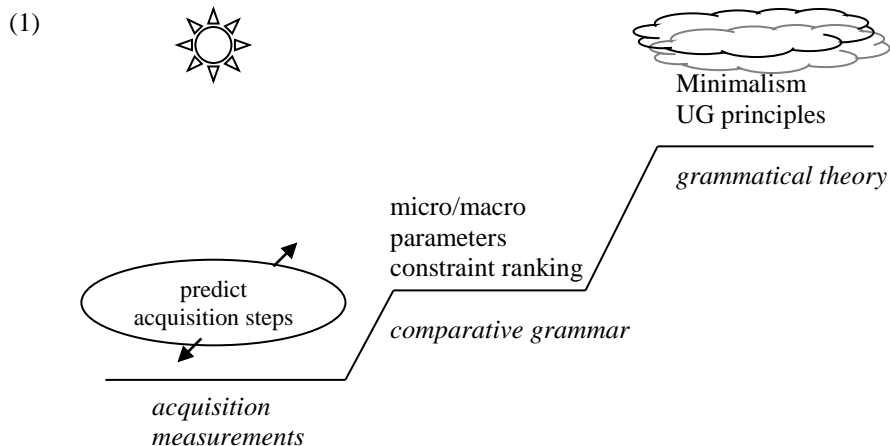 (1)
Minimalism
UG principles
grammatical theory
micro/macro
parameters
constraint ranking
predict
acquisition steps
comparative grammar
acquisition
measurements